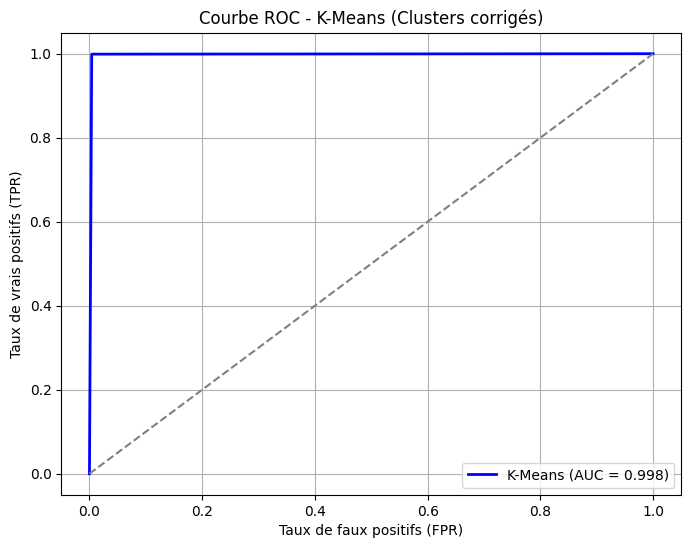 Courbe ROC - K-Means (Clusters corrigés)
Taux de vrais positifs (TPR)
1.0
0.8
0.6
0.4
0.2
0.0
K-Means (AUC = 0.998)
0.0 0.2 0.4 0.6 0.8 1.0
Taux de faux positifs (FPR)